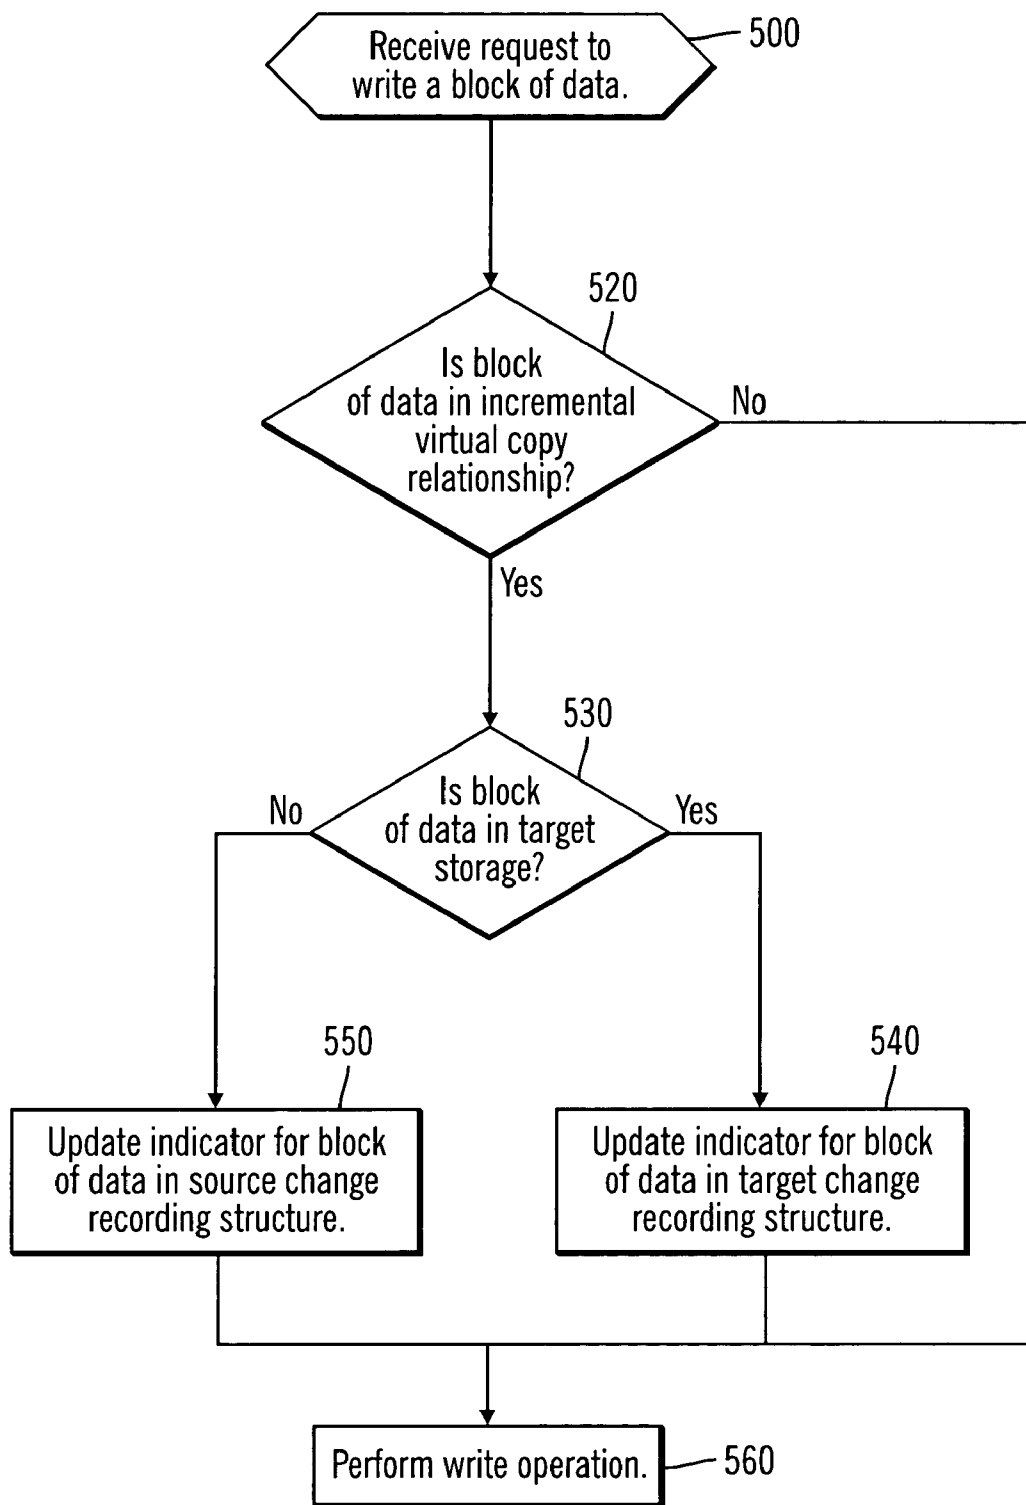 Receive request to
write a block of data.
500
520
Is block
of data in incremental
virtual copy
relationship?
No
Yes
530
Is block
of data in target
storage?
No
Yes
550
540
Update indicator for block
of data in source change
recording structure.
Update indicator for block
of data in target change
recording structure.
Perform write operation.
560